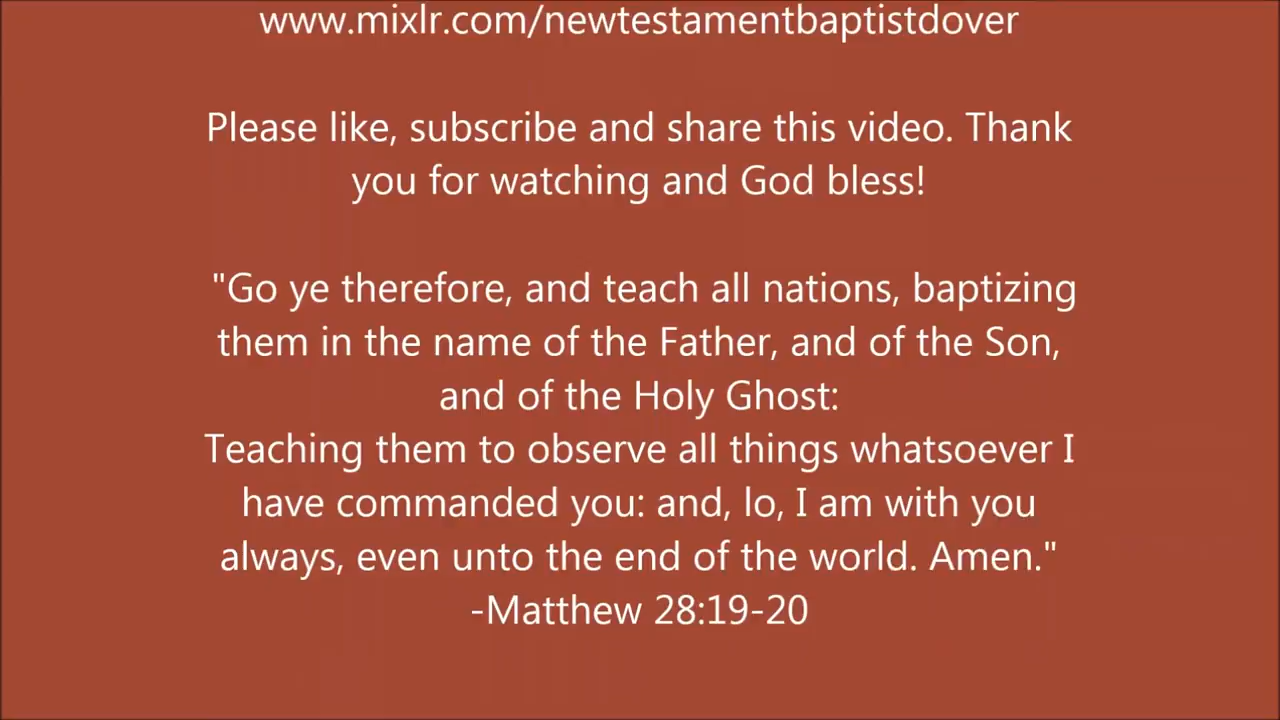 www.mixlr.com/newtestamentbaptistdover
Please like, subscribe and share this video. Thank
you for watching and God bless!
"Go ye therefore, and teach all nations, baptizing
them in the name of the Father, and of the Son,
and of the Holy Ghost:
Teaching them to observe all things whatsoever I
have commanded you: and, lo, I am with you
always, even unto the end of the world. Amen."
-Matthew 28:19-20